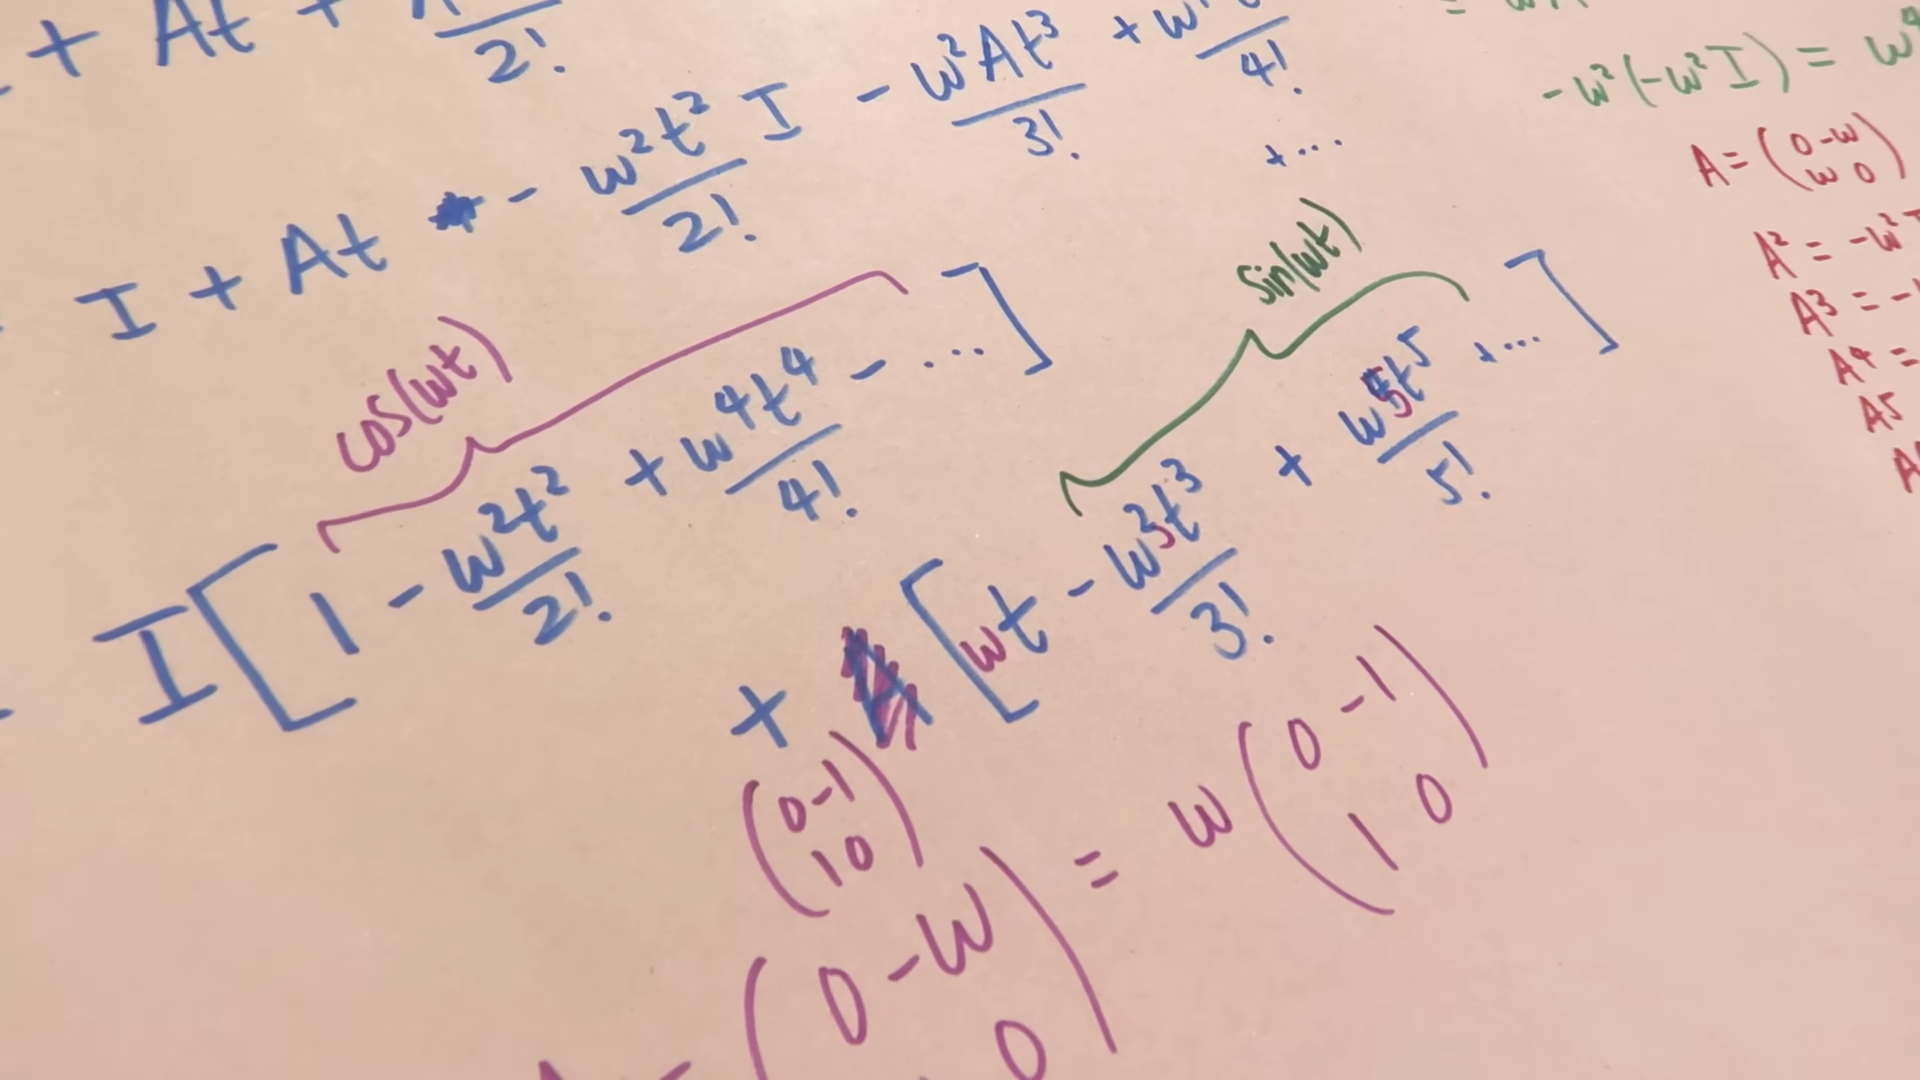 + At + 2!
I + At - w²t²/2! I - w²At³/3! + w 4!
+ ...
cos(wt)
I[1 - w²t²/2! + w⁴t⁴/4! - ...]
sin(wt)
+ [wt - w³t³/3! + w⁵t⁵/5! + ...]
(0 -1
1 0)
(0 -w
0) = w(0 -1
1 0)
-w²(-w²I) = w⁴
A = (0 -w
w 0)
A² = -w²
A3 = -
A4 =
A5